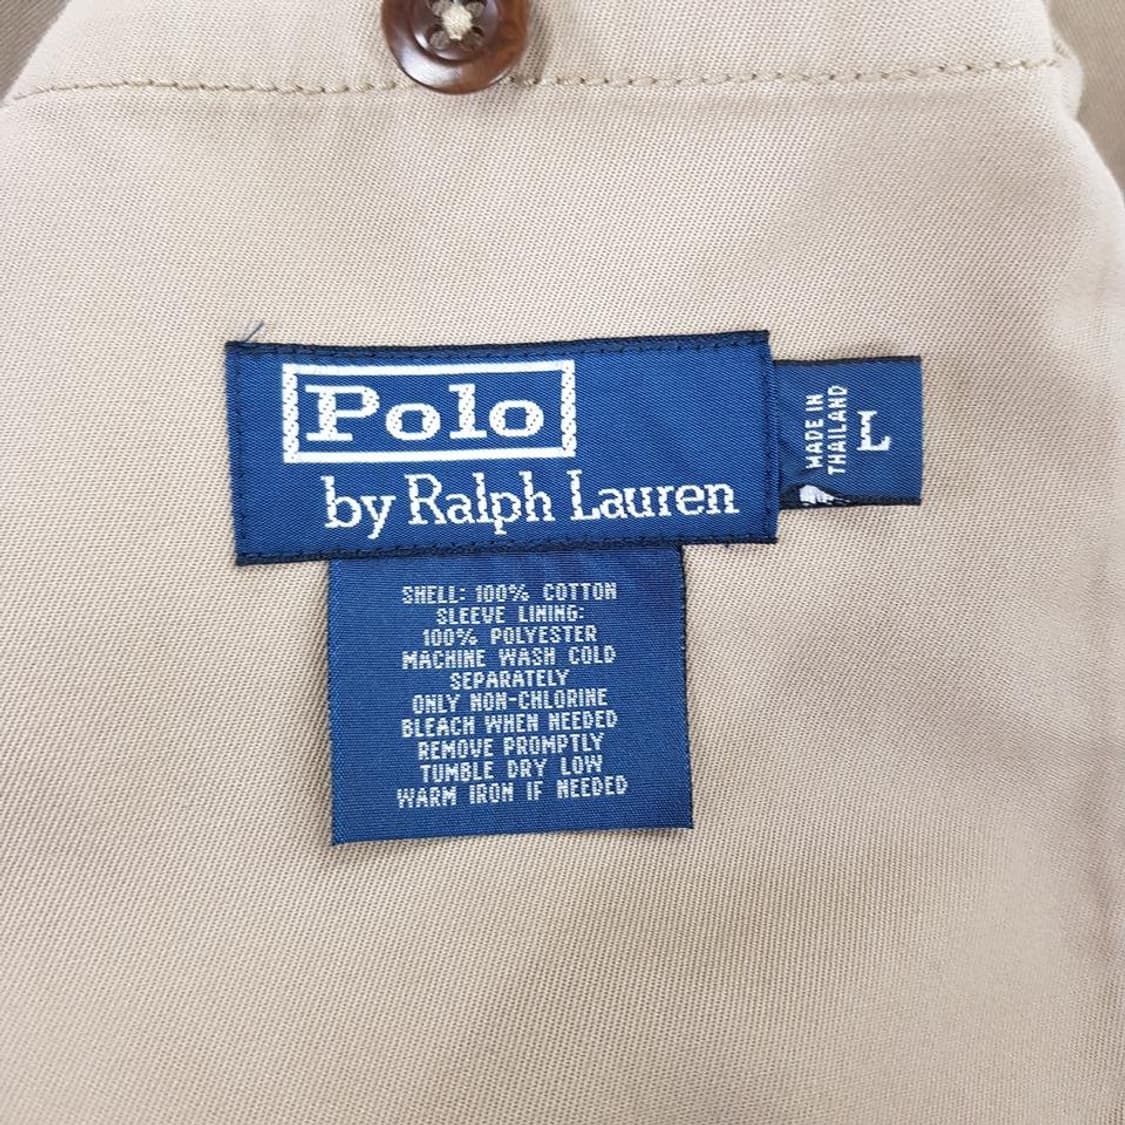 Polo
by Ralph Lauren
MADE IN
THAILAND
L
SHELL: 100% COTTON
SLEEVE LINING:
100% POLYESTER
MACHINE WASH COLD
SEPARATELY
ONLY NON-CHLORINE
BLEACH WHEN NEEDED
REMOVE PROMPTLY
TUMBLE DRY LOW
WARM IRON IF NEEDED